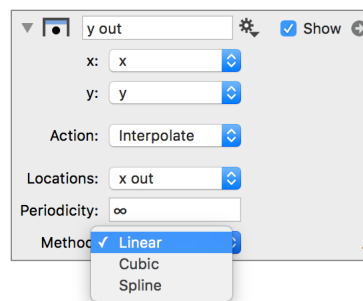 y out Show
x: x
y: y
Action: Interpolate
Locations: x out
Periodicity: ∞
Method ✓ Linear
Cubic
Spline